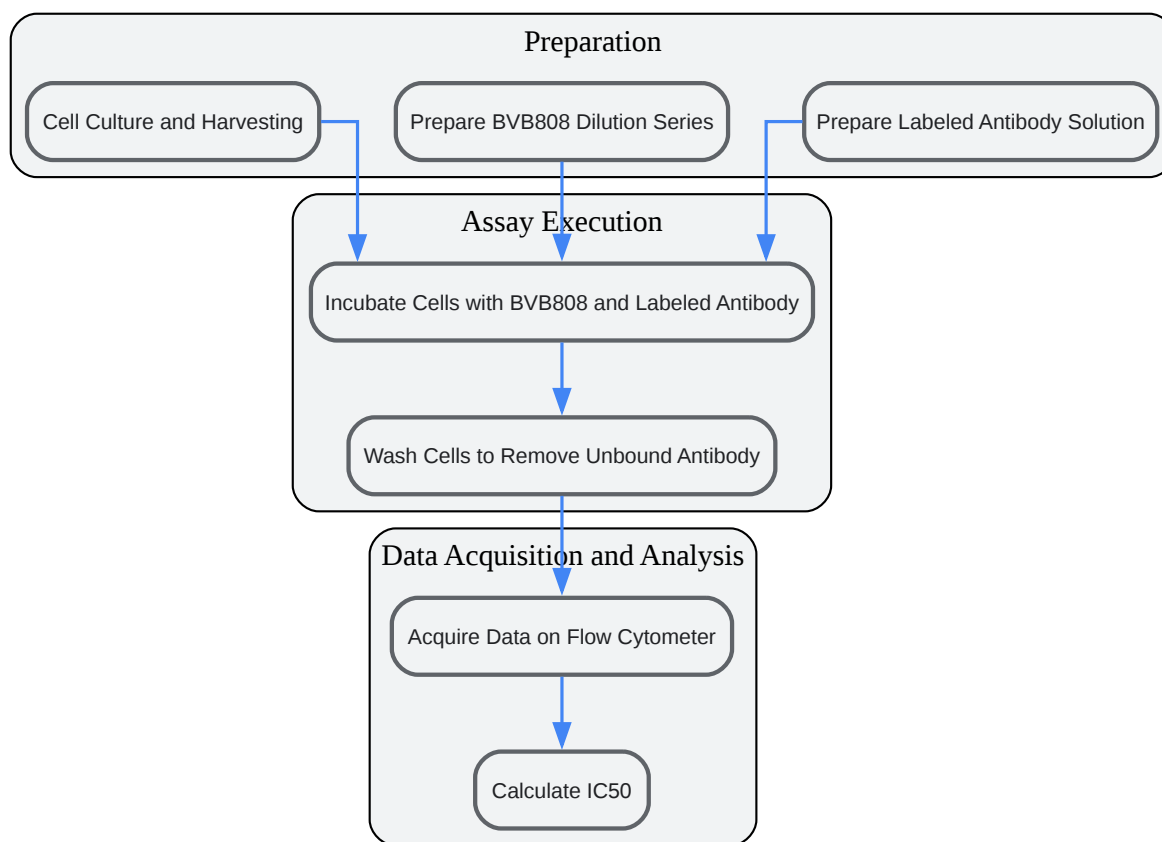 Preparation
Cell Culture and Harvesting
Prepare BVB808 Dilution Series
Prepare Labeled Antibody Solution
Assay Execution
Incubate Cells with BVB808 and Labeled Antibody
Wash Cells to Remove Unbound Antibody
Data Acquisition and Analysis
Acquire Data on Flow Cytometer
Calculate IC50